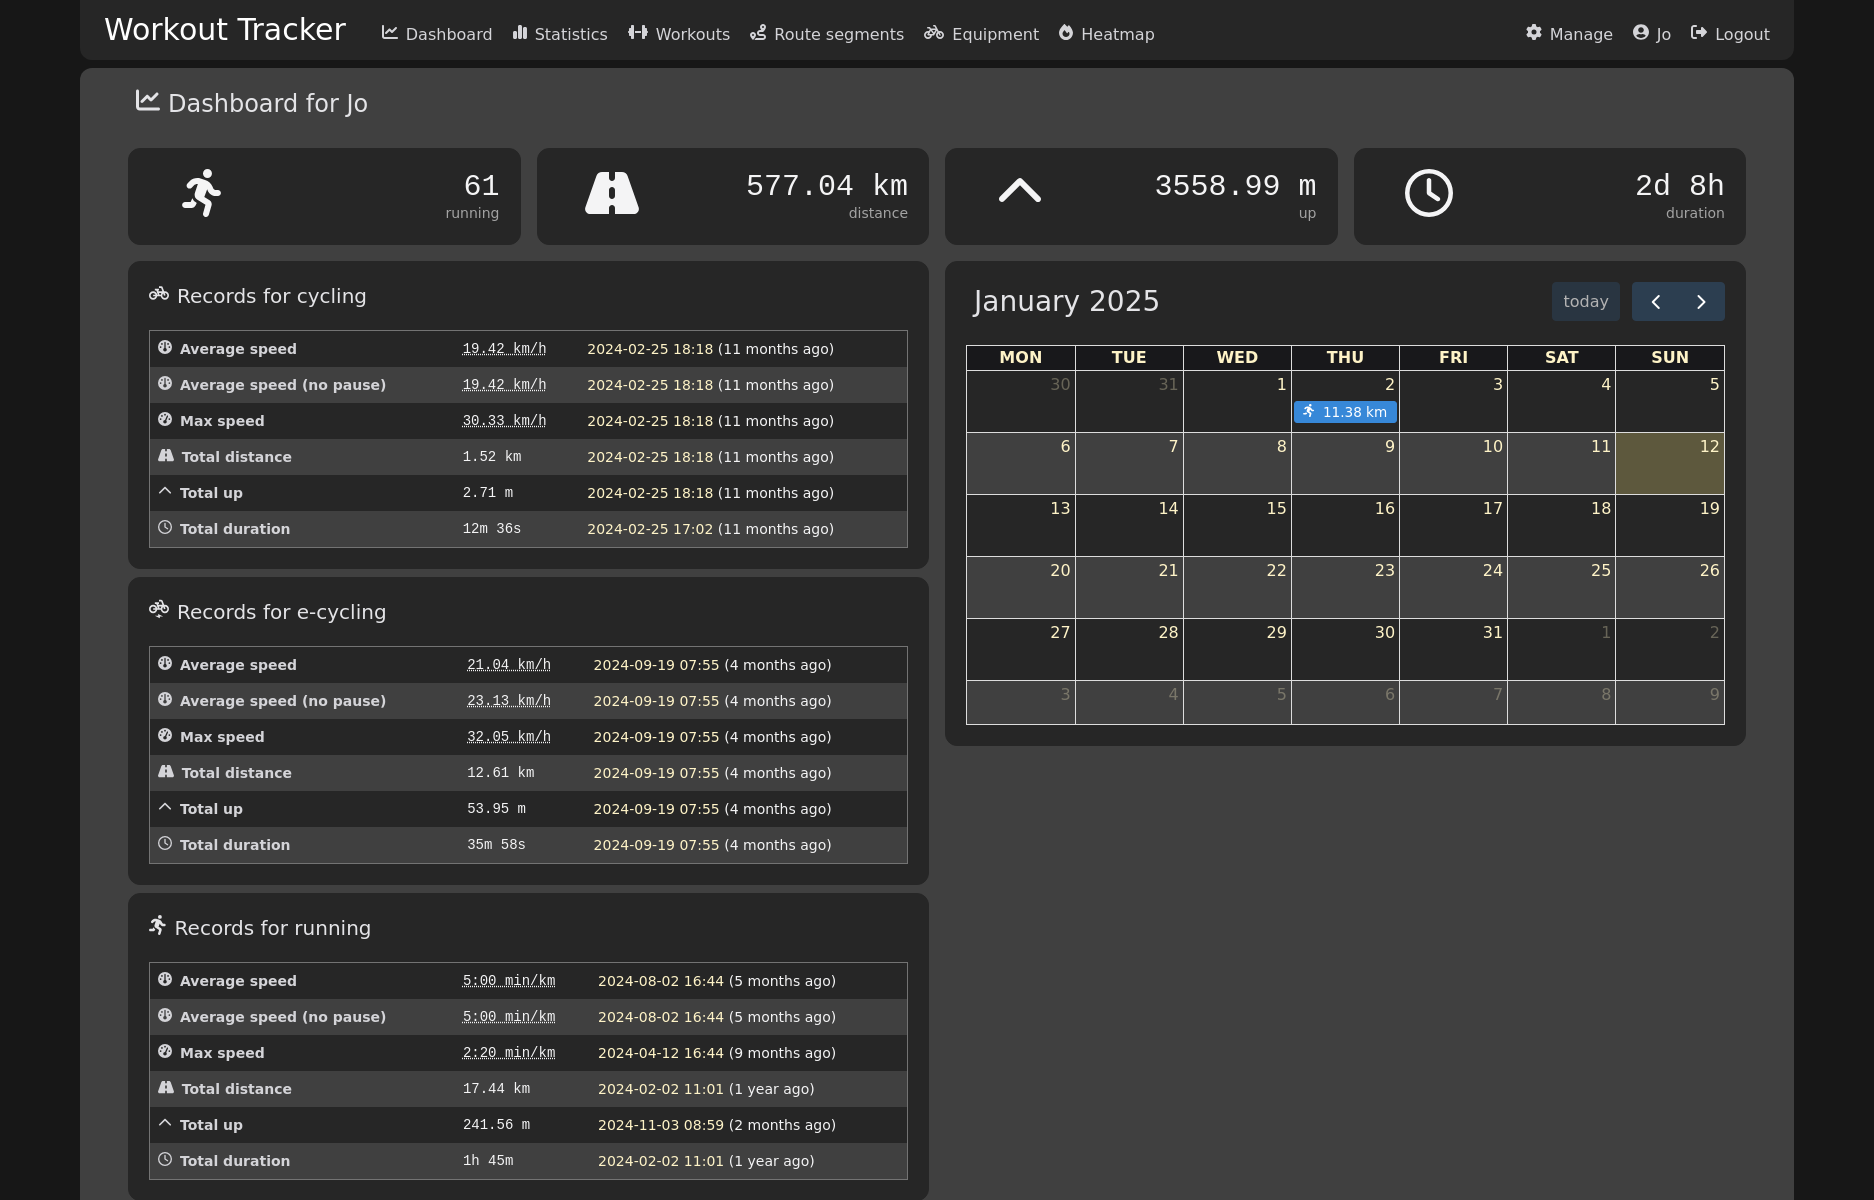 Workout Tracker Dashboard Statistics Workouts Route segments Equipment Heatmap Manage Jo Logout
Dashboard for Jo
61
running
577.04 km
distance
3558.99 m
up
2d 8h
duration
Records for cycling
Average speed 19.42 km/h 2024-02-25 18:18 (11 months ago)
Average speed (no pause) 19.42 km/h 2024-02-25 18:18 (11 months ago)
Max speed 30.33 km/h 2024-02-25 18:18 (11 months ago)
Total distance 1.52 km 2024-02-25 18:18 (11 months ago)
Total up 2.71 m 2024-02-25 18:18 (11 months ago)
Total duration 12m 36s 2024-02-25 17:02 (11 months ago)
Records for e-cycling
Average speed 21.04 km/h 2024-09-19 07:55 (4 months ago)
Average speed (no pause) 23.13 km/h 2024-09-19 07:55 (4 months ago)
Max speed 32.05 km/h 2024-09-19 07:55 (4 months ago)
Total distance 12.61 km 2024-09-19 07:55 (4 months ago)
Total up 53.95 m 2024-09-19 07:55 (4 months ago)
Total duration 35m 58s 2024-09-19 07:55 (4 months ago)
Records for running
Average speed 5:00 min/km 2024-08-02 16:44 (5 months ago)
Average speed (no pause) 5:00 min/km 2024-08-02 16:44 (5 months ago)
Max speed 2:20 min/km 2024-04-12 16:44 (9 months ago)
Total distance 17.44 km 2024-02-02 11:01 (1 year ago)
Total up 241.56 m 2024-11-03 08:59 (2 months ago)
Total duration 1h 45m 2024-02-02 11:01 (1 year ago)
January 2025 today
MON TUE WED THU FRI SAT SUN
30 31 1 2 3 4 5
11.38 km
6 7 8 9 10 11 12
13 14 15 16 17 18 19
20 21 22 23 24 25 26
27 28 29 30 31 1 2
3 4 5 6 7 8 9